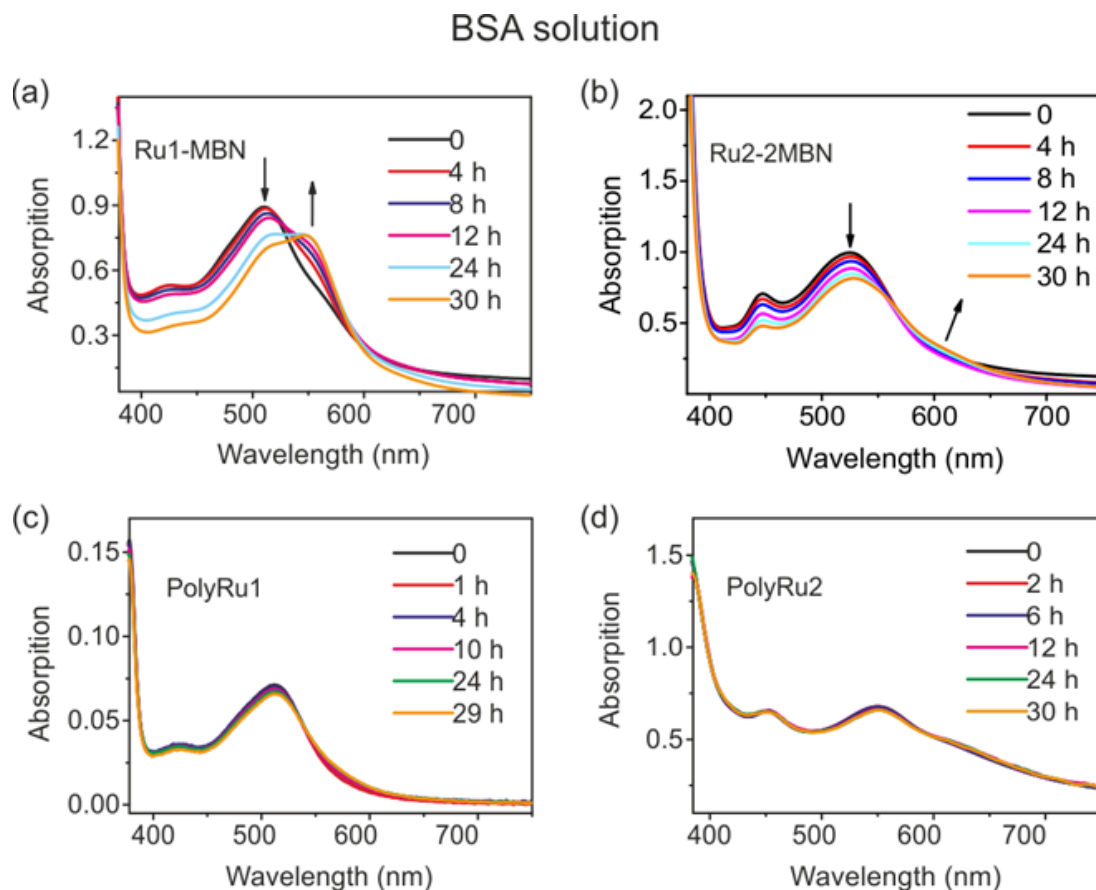 BSA solution
(a)
Absorpition
1.2
0.9
0.6
0.3
Ru1-MBN
0
4 h
8 h
12 h
24 h
30 h
400 500 600 700
Wavelength (nm)
(b)
Absorpition
2.0
1.5
1.0
0.5
Ru2-2MBN
0
4 h
8 h
12 h
24 h
30 h
400 500 600 700
Wavelength (nm)
(c)
Absorpition
0.15
0.10
0.05
0.00
PolyRu1
0
1 h
4 h
10 h
24 h
29 h
400 500 600 700
Wavelength (nm)
(d)
Absorpition
1.5
1.0
0.5
PolyRu2
0
2 h
6 h
12 h
24 h
30 h
400 500 600 700
Wavelength (nm)